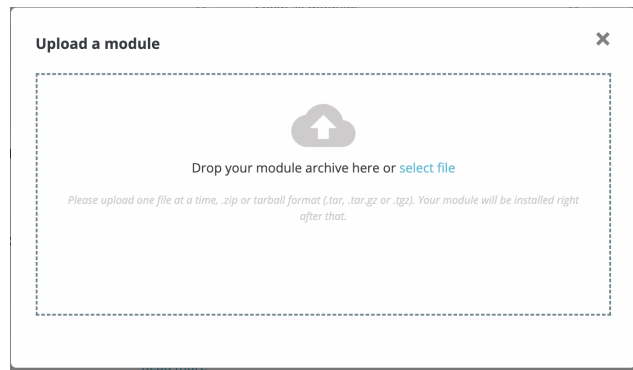 Upload a module
Drop your module archive here or select file
Please upload one file at a time, .zip or tarball format (.tar, .tar.gz or .tgz). Your module will be installed right
after that.